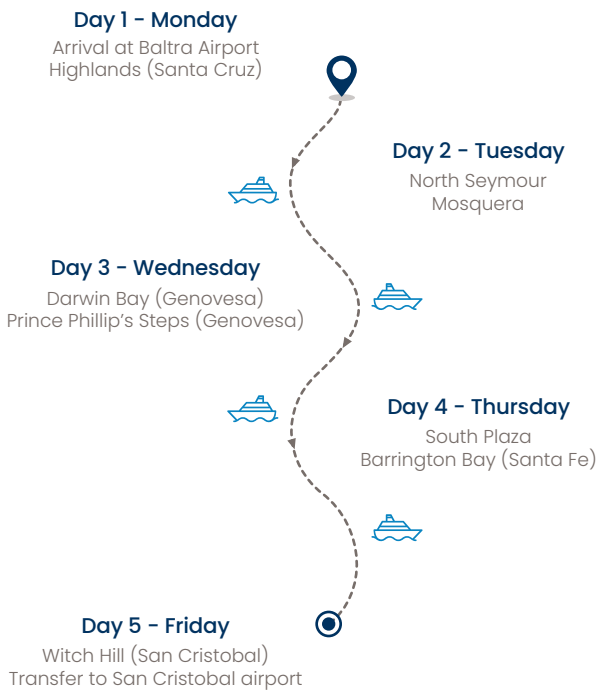 Day 1 - Monday
Arrival at Baltra Airport
Highlands (Santa Cruz)
Day 2 - Tuesday
North Seymour
Mosquera
Day 3 - Wednesday
Darwin Bay (Genovesa)
Prince Phillip's Steps (Genovesa)
Day 4 - Thursday
South Plaza
Barrington Bay (Santa Fe)
Day 5 - Friday
Witch Hill (San Cristobal)
Transfer to San Cristobal airport